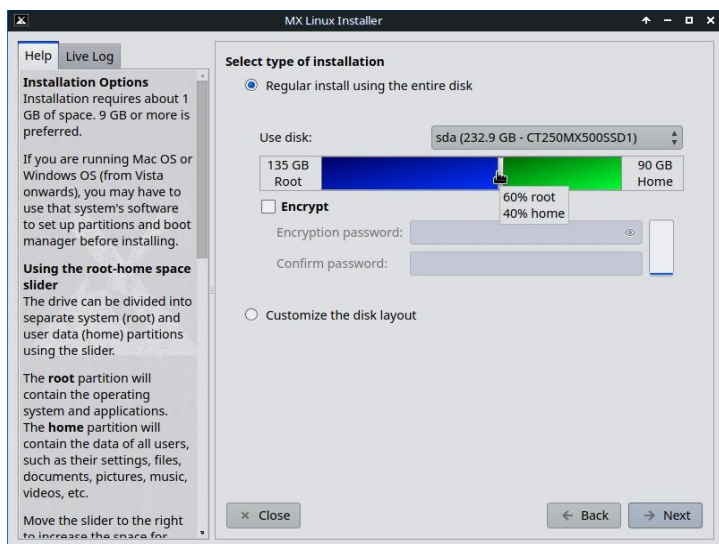 MX Linux Installer
Help
Live Log
Installation Options
Installation requires about 1
GB of space. 9 GB or more is
preferred.
If you are running Mac OS or
Windows OS (from Vista
onwards), you may have to
use that system's software
to set up partitions and boot
manager before installing.
Using the root-home space
slider
The drive can be divided into
separate system (root) and
user data (home) partitions
using the slider.
The root partition will
contain the operating
system and applications.
The home partition will
contain the data of all users,
such as their settings, files,
documents, pictures, music,
videos, etc.
Move the slider to the right
to increase the space for
Select type of installation
Regular install using the entire disk
Use disk:
sda (232.9 GB - CT250MX500SSD1)
135 GB
Root
90 GB
Home
60% root
40% home
Encrypt
Encryption password:
Confirm password:
Customize the disk layout
Close
Back
Next